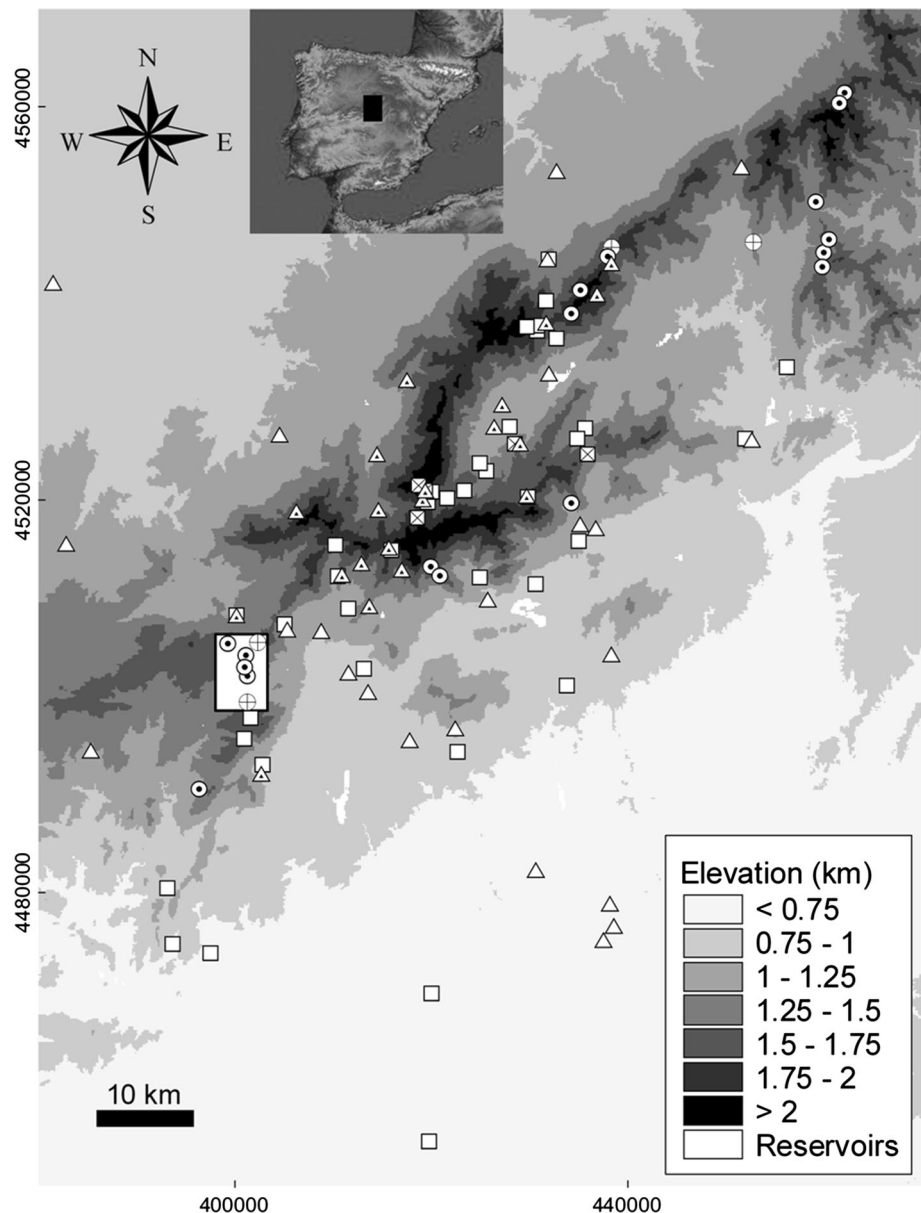 N
W E
S
4560000
4520000
4480000
Elevation (km)
< 0.75
0.75 - 1
1 - 1.25
1.25 - 1.5
1.5 - 1.75
1.75 - 2
> 2
Reservoirs
10 km
400000 440000